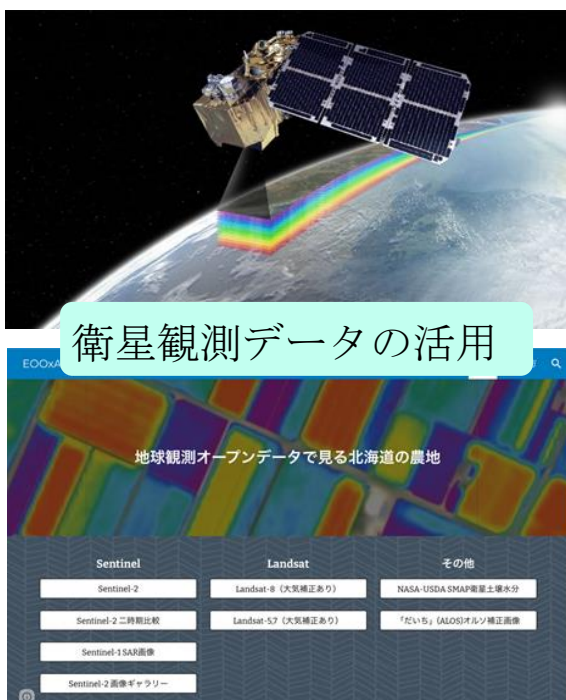 衛星観測データの活用
EOOxA
地球観測オープンデータで見る北海道の農地
Sentinel
Landsat
その他
Sentinel-2
Landsat-8（大気補正あり）
NASA-USDA SMAP衛星土壌水分
Sentinel-2 二時期比較
Landsat-5,7（大気補正あり）
「だいち」(ALOS)オルソ補正画像
Sentinel-1 SAR画像
Sentinel-2 画像ギャラリー